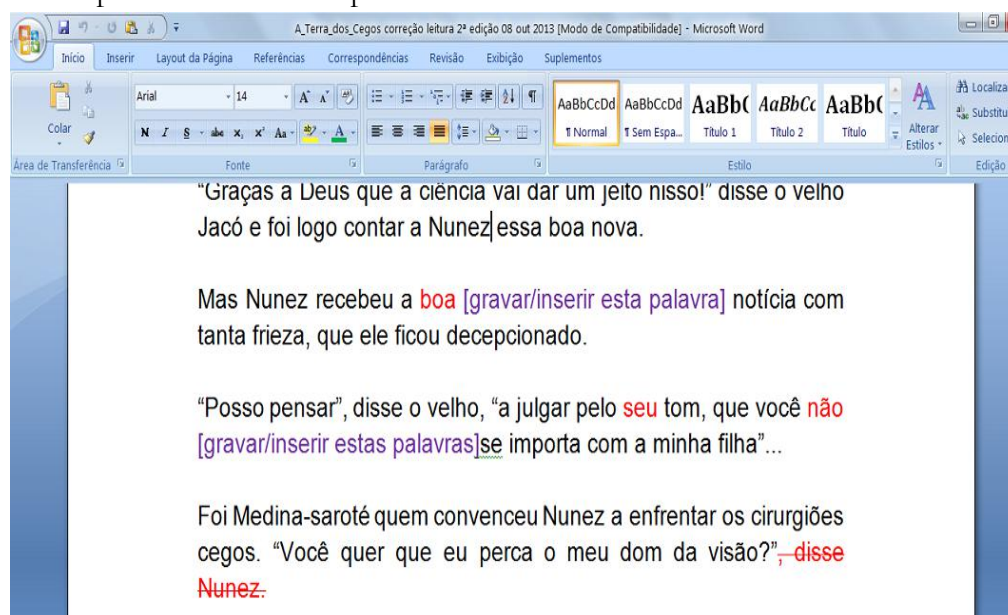 A_Terra_dos_Cegos correção leitura 2ª edição 08 out 2013 [Modo de Compatibilidade] - Microsoft Word
Início Inserir Layout da Página Referências Correspondências Revisão Exibição Suplementos
Arial 14
Colar
N I S abc x, x² Aa A
AaBbCcDd AaBbCcDd AaBb( AaBbCc AaBb(
¶ Normal ¶ Sem Espa... Título 1 Título 2 Título
Alterar Estilos
Localiza
Substitu
Selecion
Área de Transferência Fonte Parágrafo Estilo Edição
“Graças a Deus que a ciência vai dar um jeito nisso!” disse o velho
Jacó e foi logo contar a Nunez essa boa nova.
Mas Nunez recebeu a boa [gravar/inserir esta palavra] notícia com
tanta frieza, que ele ficou decepcionado.
“Posso pensar”, disse o velho, “a julgar pelo seu tom, que você não
[gravar/inserir estas palavras]se importa com a minha filha”...
Foi Medina-saroté quem convenceu Nunez a enfrentar os cirurgiões
cegos. “Você quer que eu perca o meu dom da visão?”, disse
Nunez.